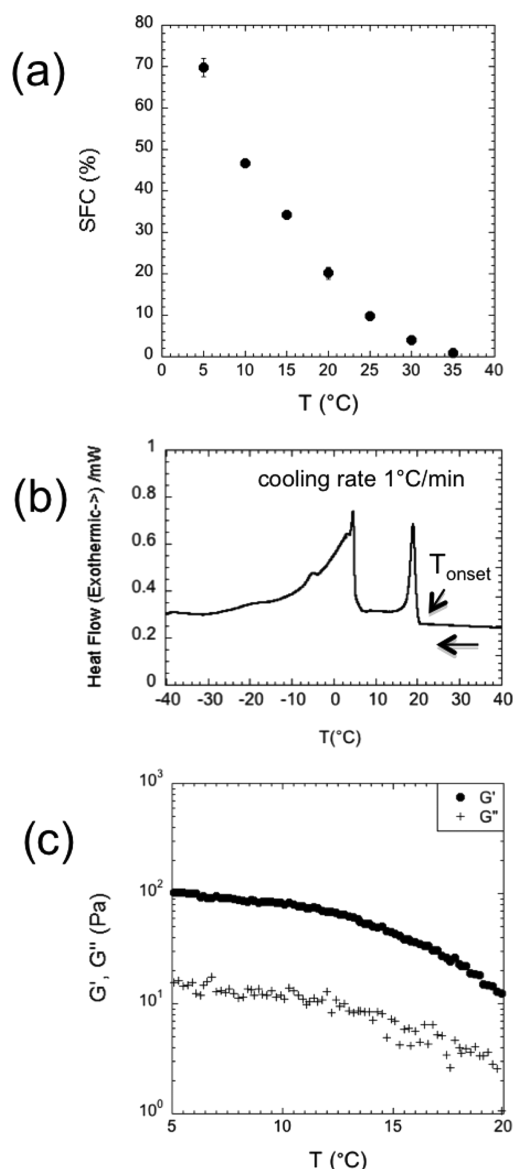 (a)
SFC (%)
80
70
60
50
40
30
20
10
0
0 5 10 15 20 25 30 35 40
T (°C)
(b)
Heat Flow (Exothermic->) /mW
1
0.8
0.6
0.4
0.2
0
cooling rate 1°C/min
Tonset
-40 -30 -20 -10 0 10 20 30 40
T(°C)
(c)
G', G" (Pa)
10³
10²
10¹
10⁰
G'
G"
5 10 15 20
T (°C)